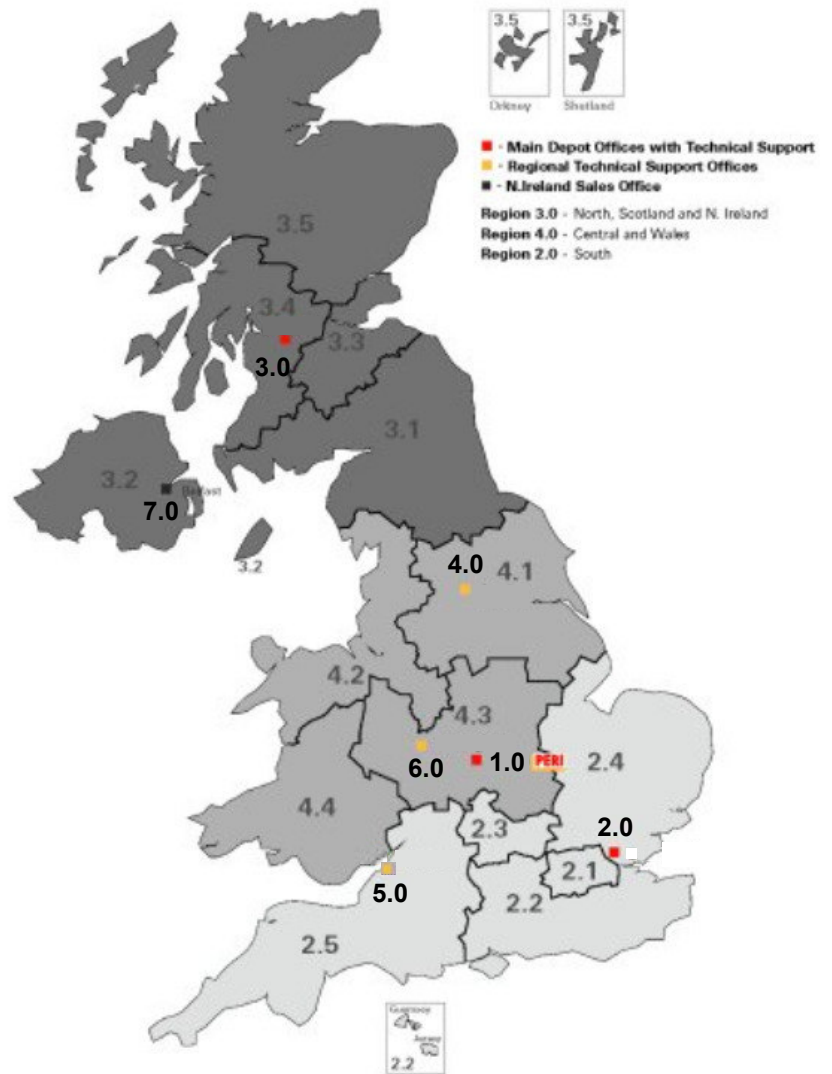 3.5
3.5
Orkney
Shetland
- Main Depot Offices with Technical Support
- Regional Technical Support Offices
- N.Ireland Sales Office
Region 3.0 - North, Scotland and N. Ireland
Region 4.0 - Central and Wales
Region 2.0 - South
3.5
3.4
3.3
3.0
3.1
3.2
Belfast
7.0
3.2
4.0
4.1
4.2
4.3
6.0
1.0
PERI
2.4
4.4
2.3
2.0
2.1
5.0
2.2
2.5
Guernsey
Jersey
2.2